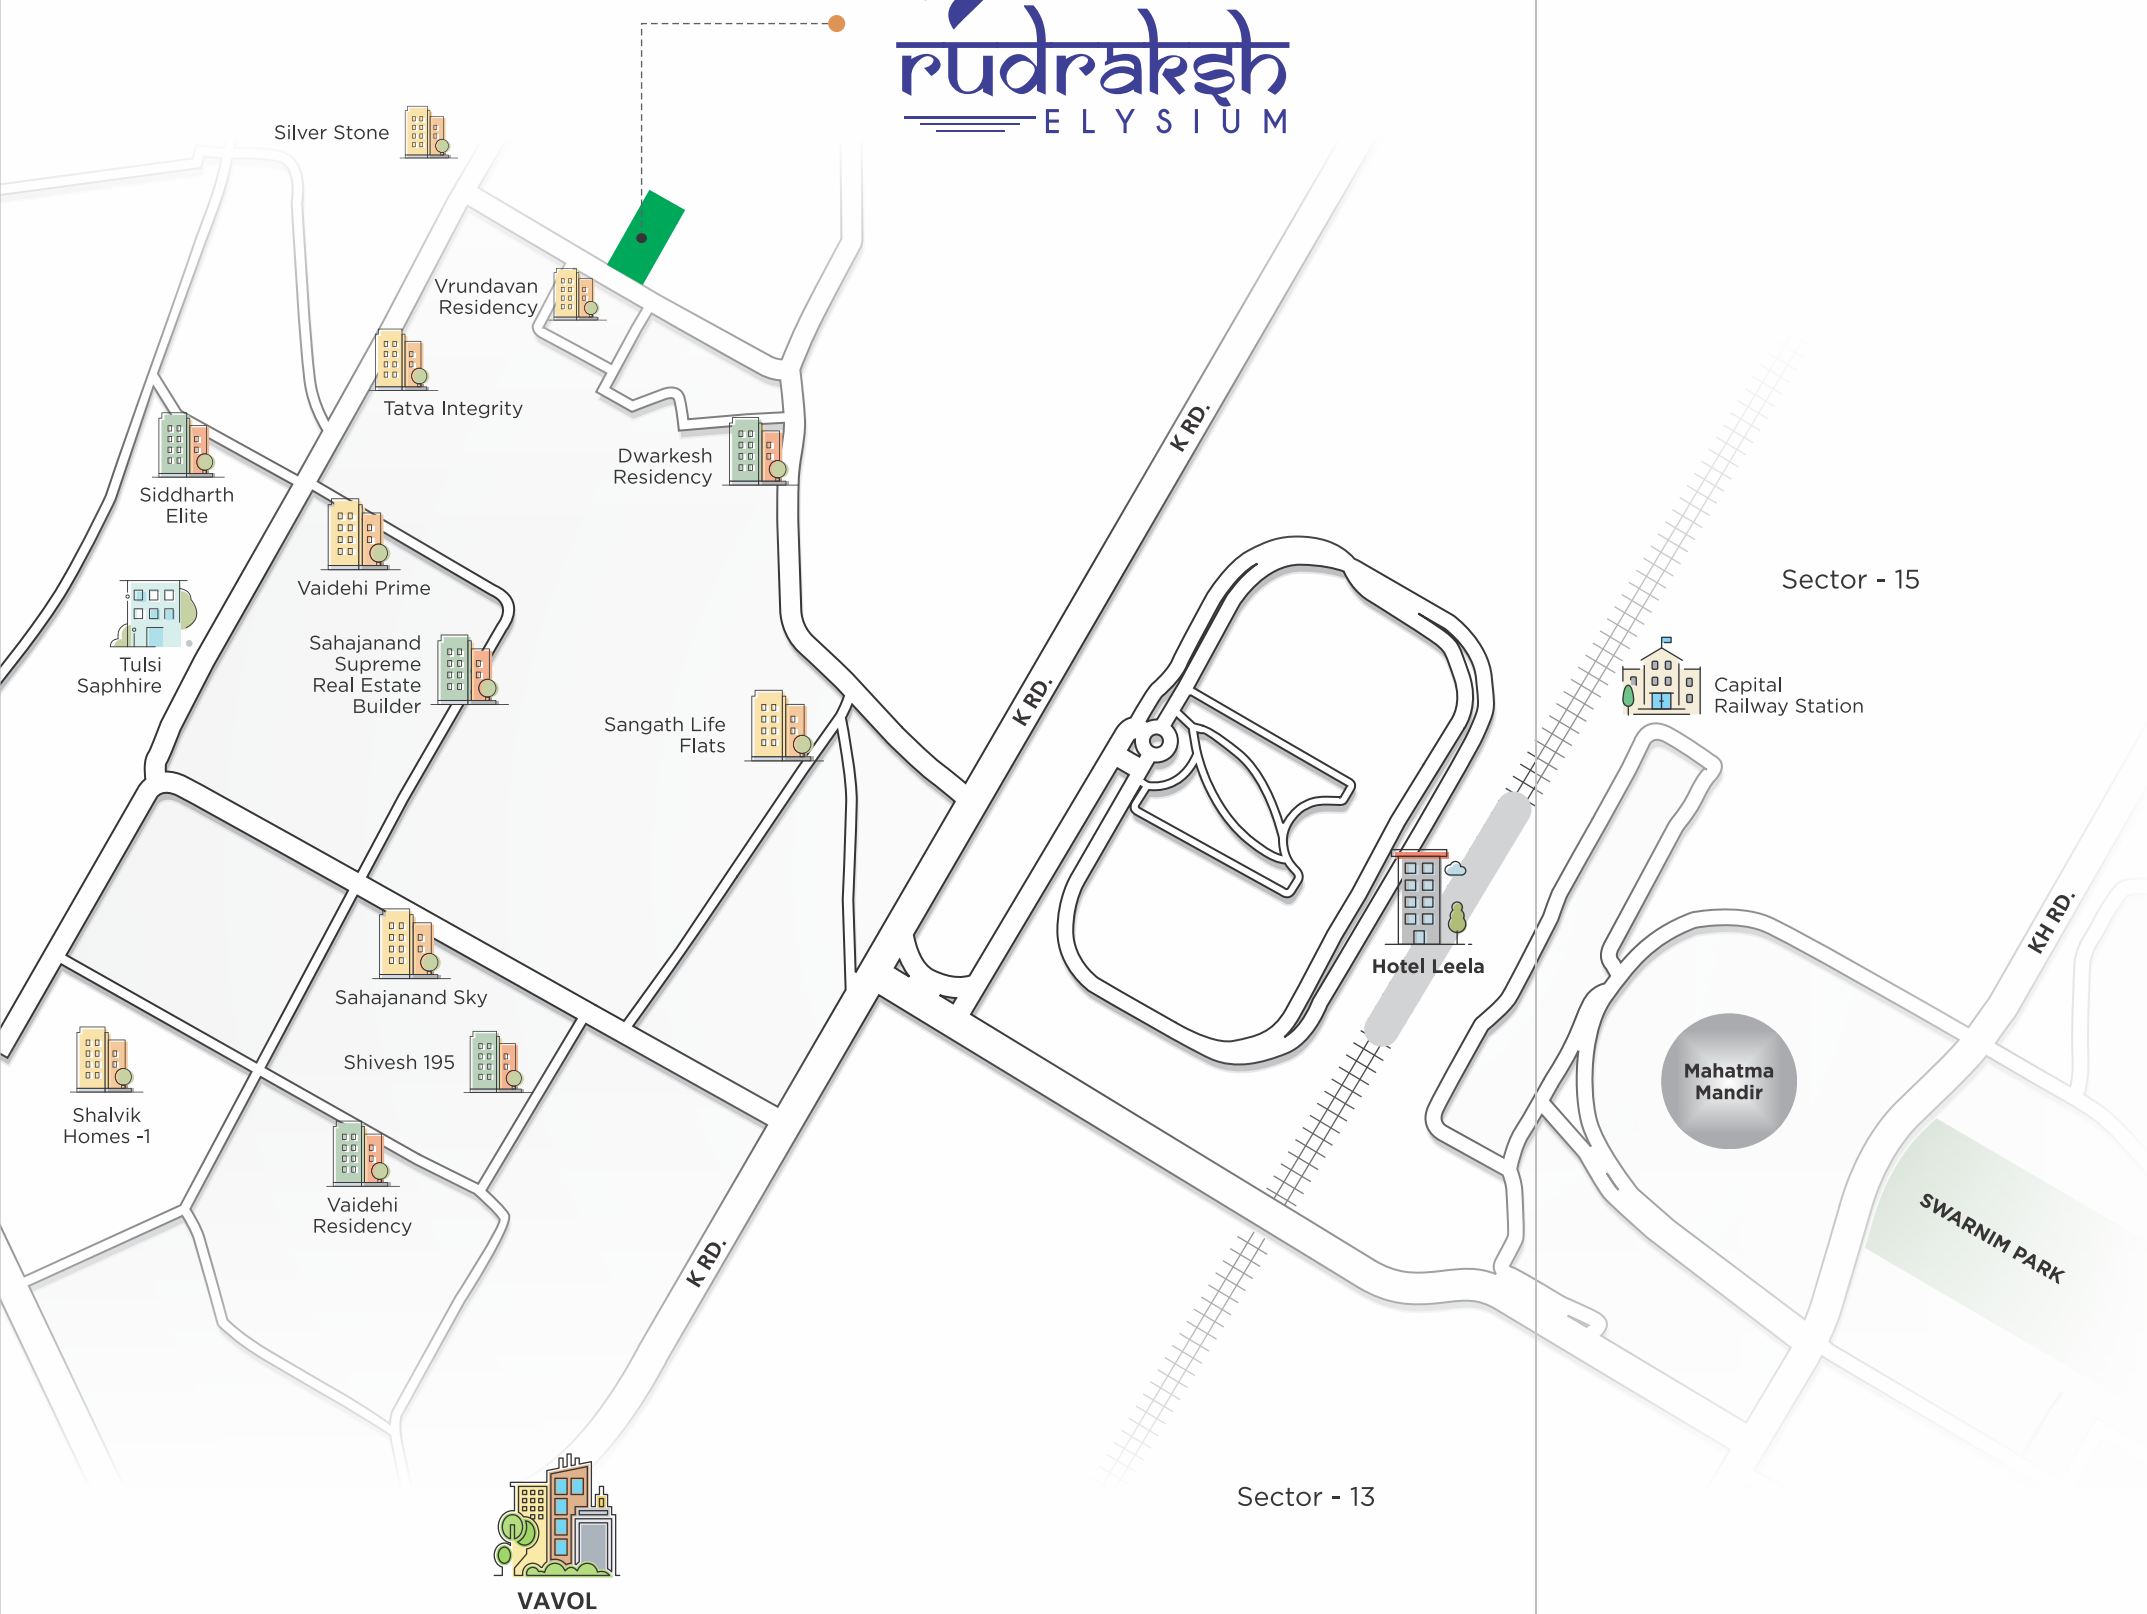 rudraksh
ELYSIUM
Silver Stone
Vrundavan
Residency
Tatva Integrity
K RD.
Dwarkesh
Residency
Siddharth
Elite
Sector - 15
Vaidehi Prime
Tulsi
Saphhire
Sahajanand
Supreme
Real Estate
Builder
K RD.
Capital
Railway Station
Sangath Life
Flats
KH RD.
Hotel Leela
Sahajanand Sky
Shivesh 195
Mahatma
Mandir
Shalvik
Homes -1
Vaidehi
Residency
SWARNIM PARK
K RD.
Sector - 13
VAVOL